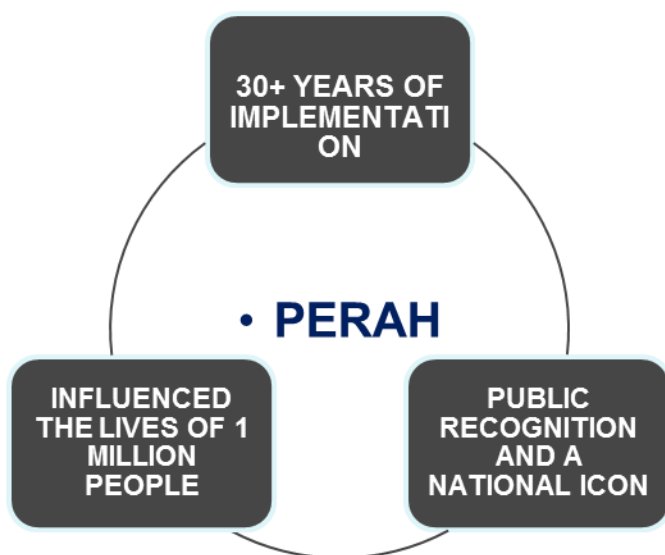 30+ YEARS OF
IMPLEMENTATI
ON
• PERAH
INFLUENCED
THE LIVES OF 1
MILLION
PEOPLE
PUBLIC
RECOGNITION
AND A
NATIONAL ICON